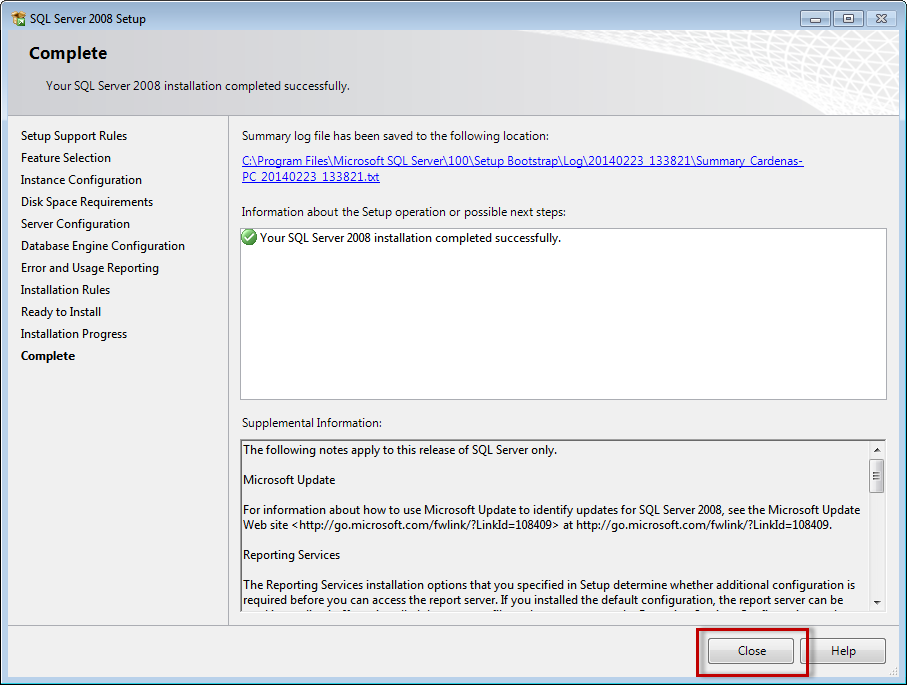 SQL Server 2008 Setup
Complete
Your SQL Server 2008 installation completed successfully.
Setup Support Rules
Feature Selection
Instance Configuration
Disk Space Requirements
Server Configuration
Database Engine Configuration
Error and Usage Reporting
Installation Rules
Ready to Install
Installation Progress
Complete
Summary log file has been saved to the following location:
C:\Program Files\Microsoft SQL Server\100\Setup Bootstrap\Log\20140223_133821\Summary_Cardenas-
PC_20140223_133821.txt
Information about the Setup operation or possible next steps:
Your SQL Server 2008 installation completed successfully.
Supplemental Information:
The following notes apply to this release of SQL Server only.
Microsoft Update
For information about how to use Microsoft Update to identify updates for SQL Server 2008, see the Microsoft Update
Web site <http://go.microsoft.com/fwlink/?LinkId=108409> at http://go.microsoft.com/fwlink/?LinkId=108409.
Reporting Services
The Reporting Services installation options that you specified in Setup determine whether additional configuration is
required before you can access the report server. If you installed the default configuration, the report server can be
Close
Help